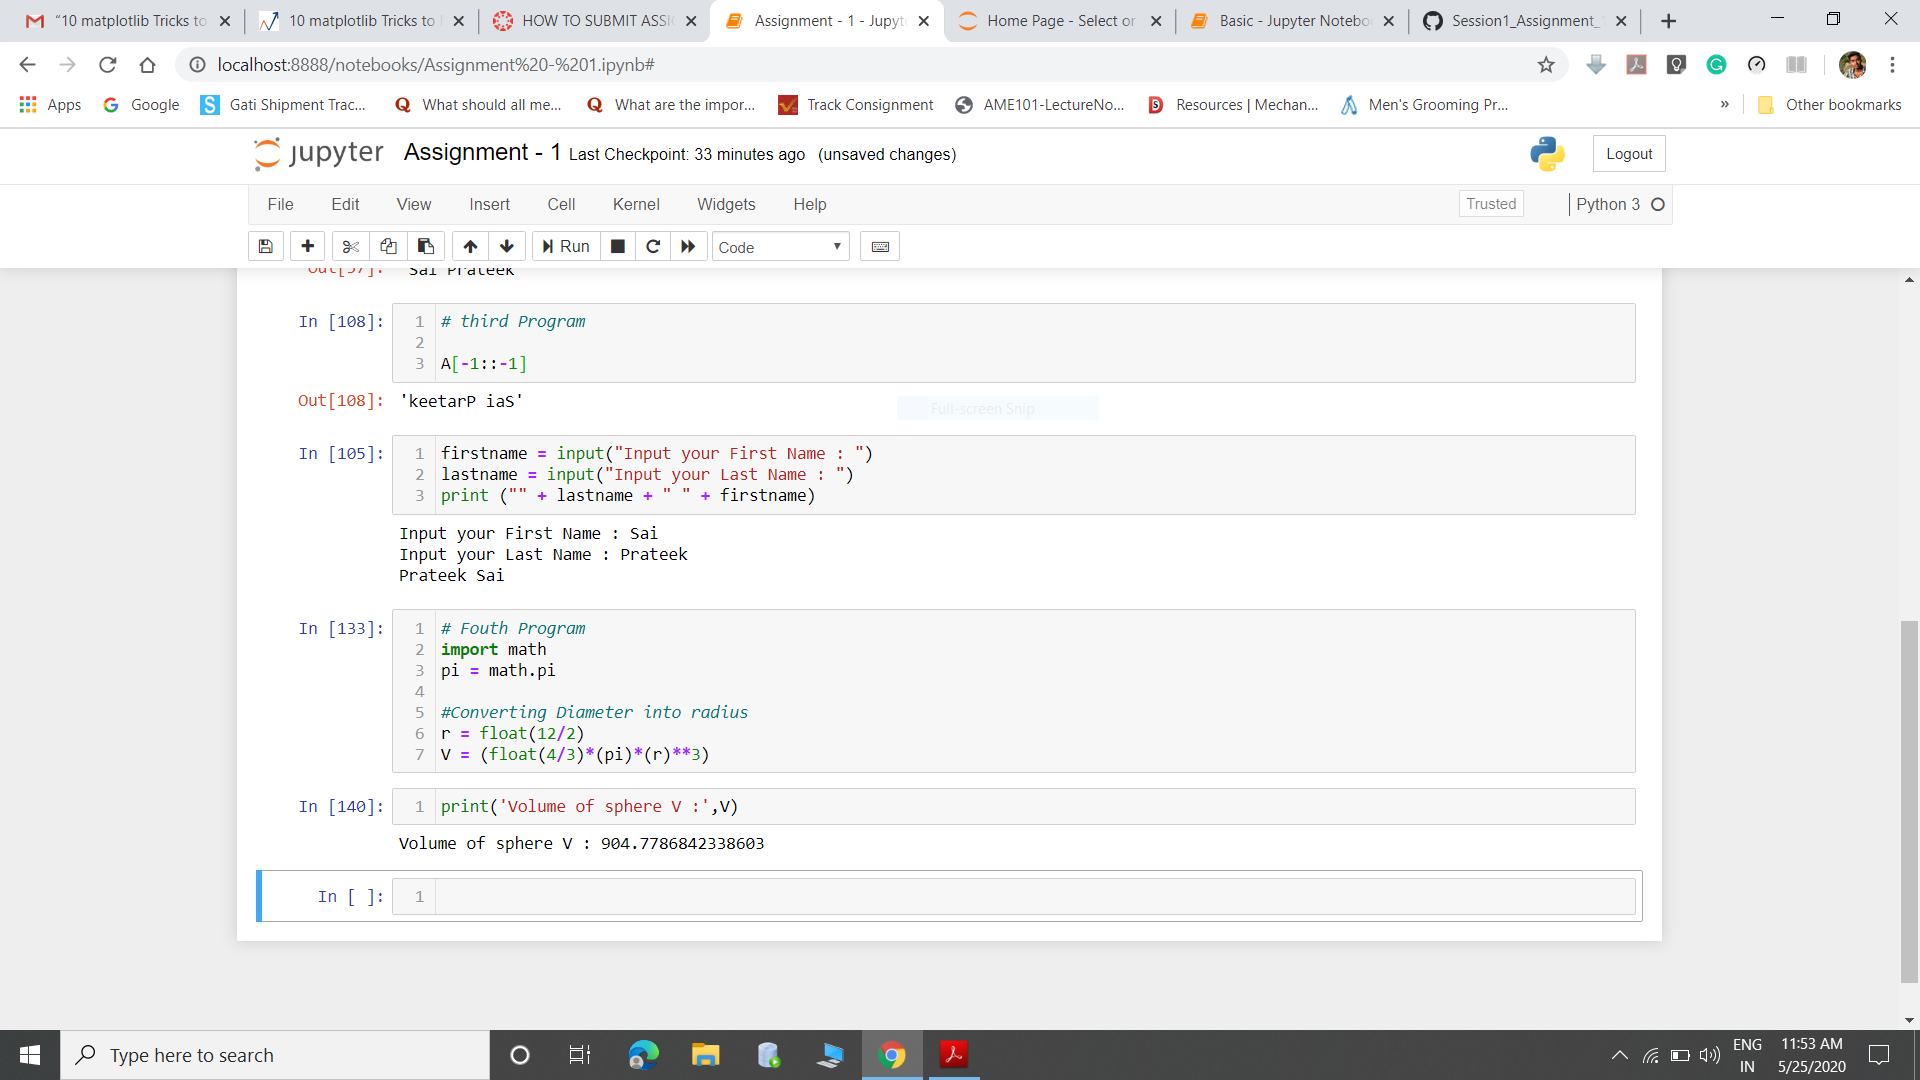 "10 matplotlib Tricks to
10 matplotlib Tricks to
HOW TO SUBMIT ASSI
Assignment - 1 - Jupyt
Home Page - Select or
Basic - Jupyter Notebo
Session1_Assignment_
localhost:8888/notebooks/Assignment%20-%201.ipynb#
Apps
Google
Gati Shipment Trac...
What should all me...
What are the impor...
Track Consignment
AME101-LectureNo...
Resources | Mechan...
Men's Grooming Pr...
»
Other bookmarks
jupyter Assignment - 1 Last Checkpoint: 33 minutes ago (unsaved changes)
Logout
File Edit View Insert Cell Kernel Widgets Help
Trusted
Python 3
Run
Code
Out[57]: 'Sai Prateek'
In [108]:
1 # third Program
2
3 A[-1::-1]
Out[108]: 'keetarP iaS'
Full-screen Snip
In [105]:
1 firstname = input("Input your First Name : ")
2 lastname = input("Input your Last Name : ")
3 print ("" + lastname + " " + firstname)
Input your First Name : Sai
Input your Last Name : Prateek
Prateek Sai
In [133]:
1 # Fouth Program
2 import math
3 pi = math.pi
4
5 #Converting Diameter into radius
6 r = float(12/2)
7 V = (float(4/3)*(pi)*(r)**3)
In [140]:
1 print('Volume of sphere V :',V)
Volume of sphere V : 904.7786842338603
In [ ]:
1
Type here to search
ENG
IN
11:53 AM
5/25/2020